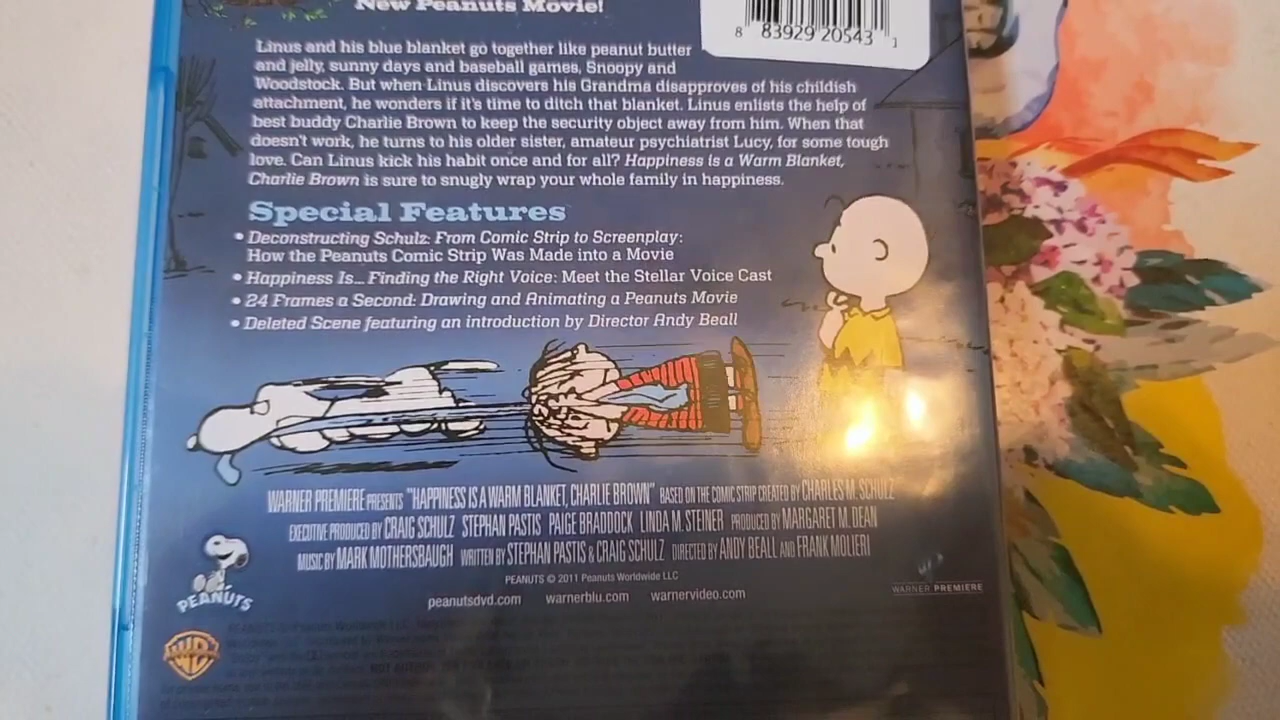 New Peanuts Movie!
8 83929 20543 1
Linus and his blue blanket go together like peanut butter
and jelly, sunny days and baseball games, Snoopy and
Woodstock. But when Linus discovers his Grandma disapproves of his childish
attachment, he wonders if it's time to ditch that blanket. Linus enlists the help of
best buddy Charlie Brown to keep the security object away from him. When that
doesn't work, he turns to his older sister, amateur psychiatrist Lucy, for some tough
love. Can Linus kick his habit once and for all? Happiness is a Warm Blanket,
Charlie Brown is sure to snugly wrap your whole family in happiness.
Special Features
• Deconstructing Schulz: From Comic Strip to Screenplay:
How the Peanuts Comic Strip Was Made into a Movie
• Happiness Is... Finding the Right Voice: Meet the Stellar Voice Cast
• 24 Frames a Second: Drawing and Animating a Peanuts Movie
• Deleted Scene featuring an introduction by Director Andy Beall
WARNER PREMIERE PRESENTS "HAPPINESS IS A WARM BLANKET, CHARLIE BROWN" BASED ON THE COMIC STRIP CREATED BY CHARLES M. SCHULZ
EXECUTIVE PRODUCED BY CRAIG SCHULZ STEPHAN PASTIS PAIGE BRADDOCK LINDA M. STEINER PRODUCED BY MARGARET M. DEAN
MUSIC BY MARK MOTHERSBAUGH WRITTEN BY STEPHAN PASTIS & CRAIG SCHULZ DIRECTED BY ANDY BEALL AND FRANK MOLIERI
PEANUTS © 2011 Peanuts Worldwide LLC
WARNER PREMIERE
peanutsdvd.com warnerblu.com warnervideo.com
PEANUTS
WB